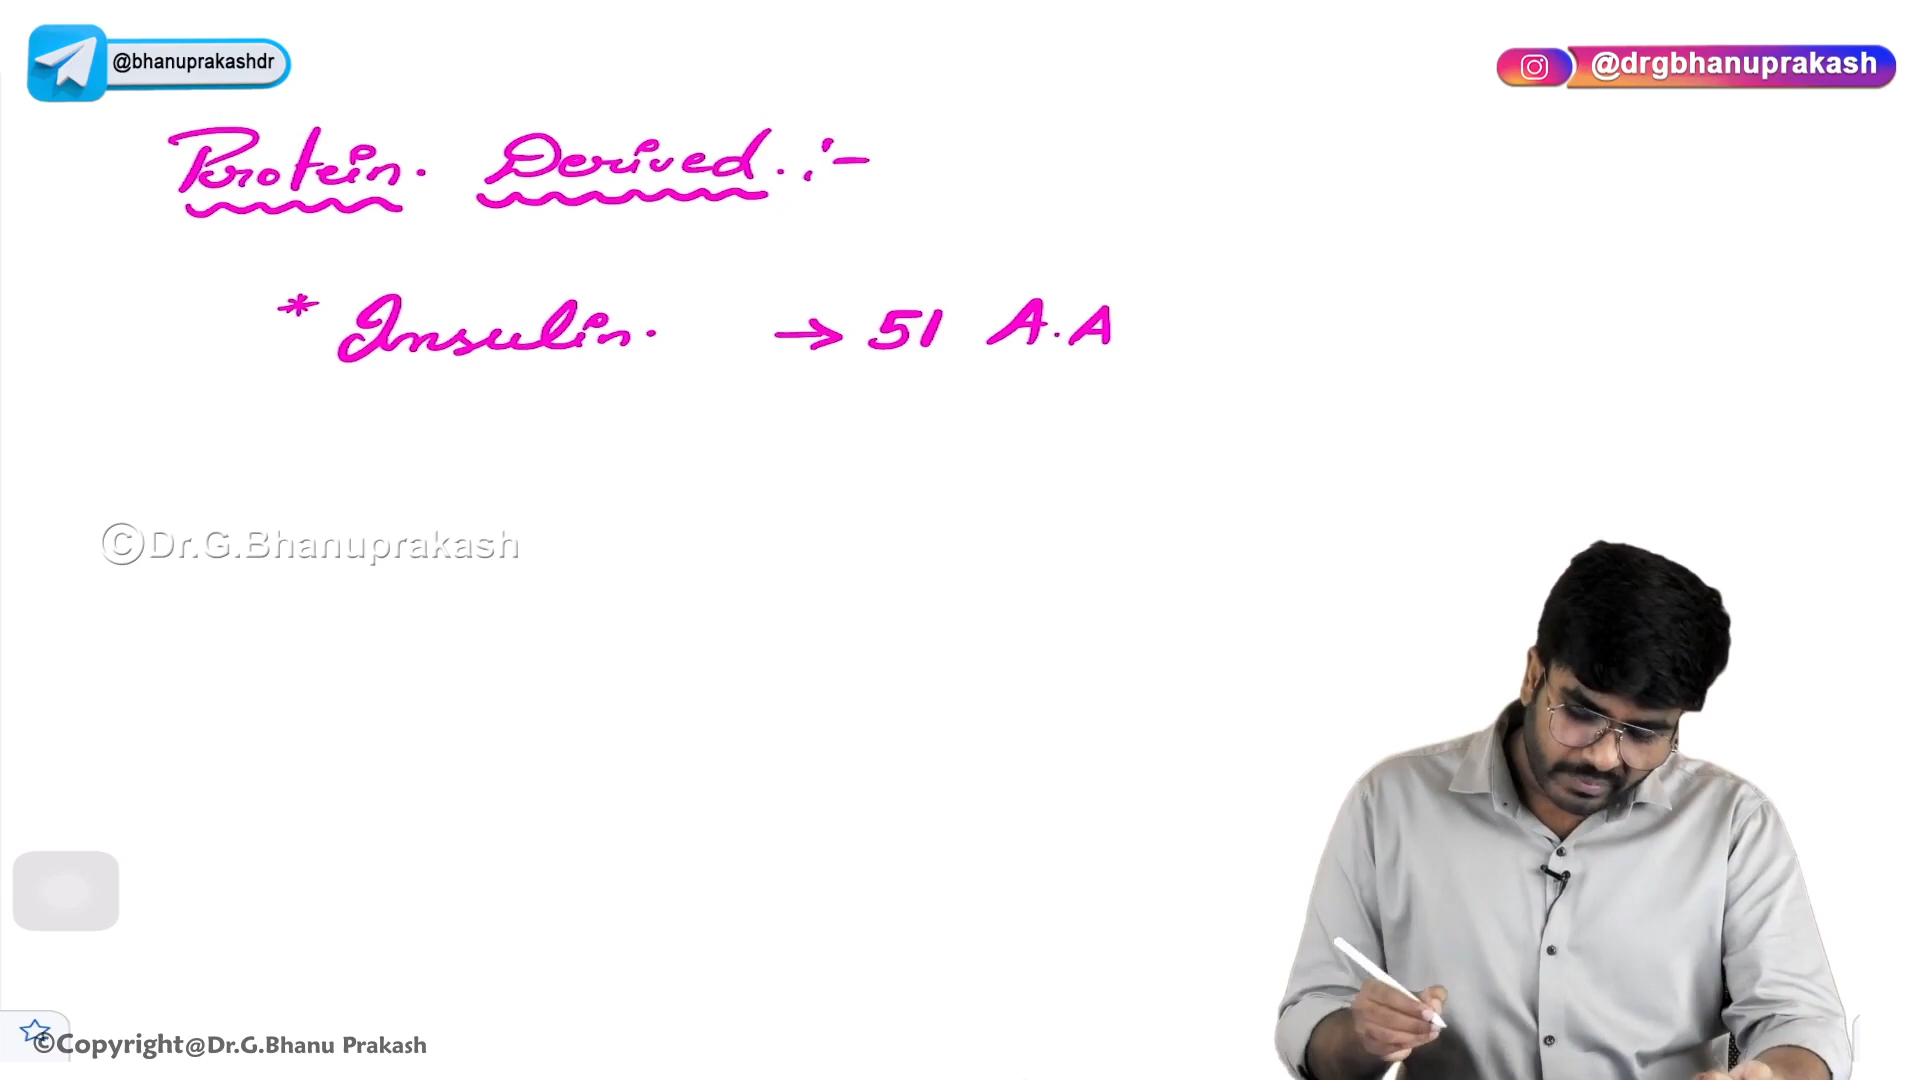 @bhanuprakashdr
@drgbhanuprakash
Protein. Derived.:-
* Insulin. → 51 A.A
©Dr.G.Bhanuprakash
©Copyright@Dr.G.Bhanu Prakash